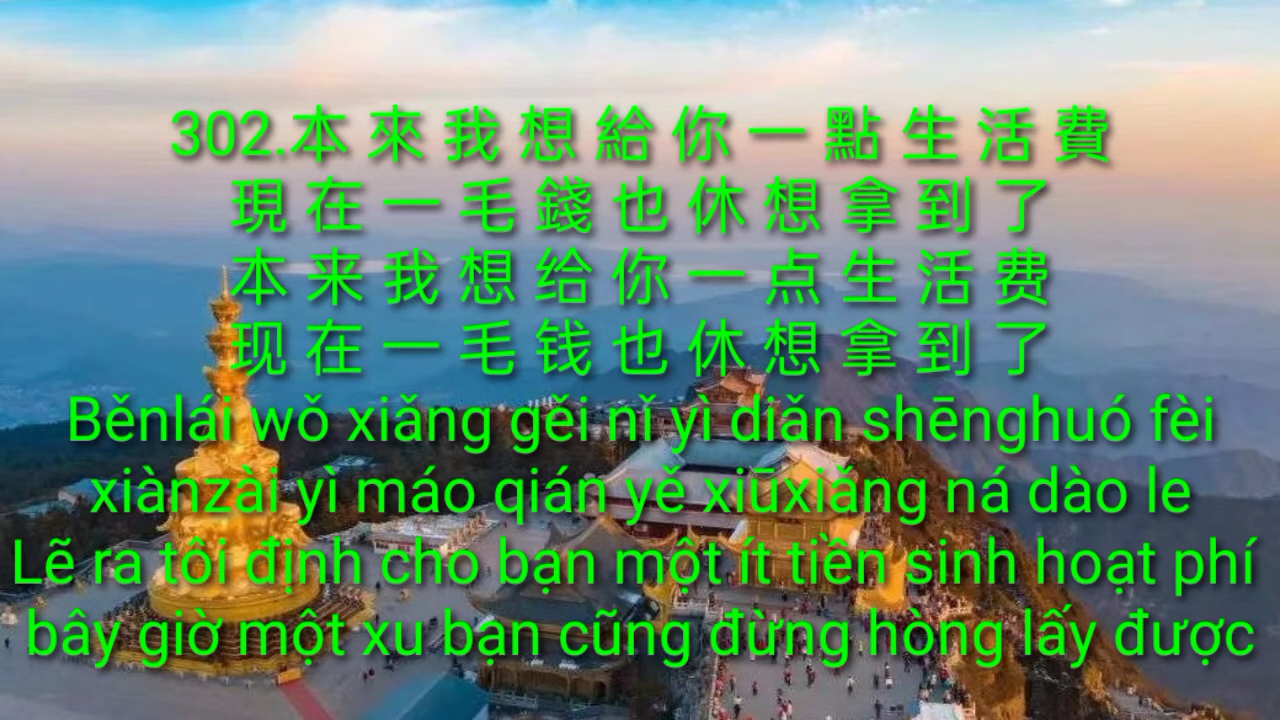 302.本來我想給你一點生活費
現在一毛錢也休想拿到了
本来我想给你一点生活费
现在一毛钱也休想拿到了
Běnlái wǒ xiǎng gěi nǐ yì diǎn shēnghuó fèi
xiànzài yì máo qián yě xiūxiǎng ná dào le
Lẽ ra tôi định cho bạn một ít tiền sinh hoạt phí
bây giờ một xu bạn cũng đừng hòng lấy được